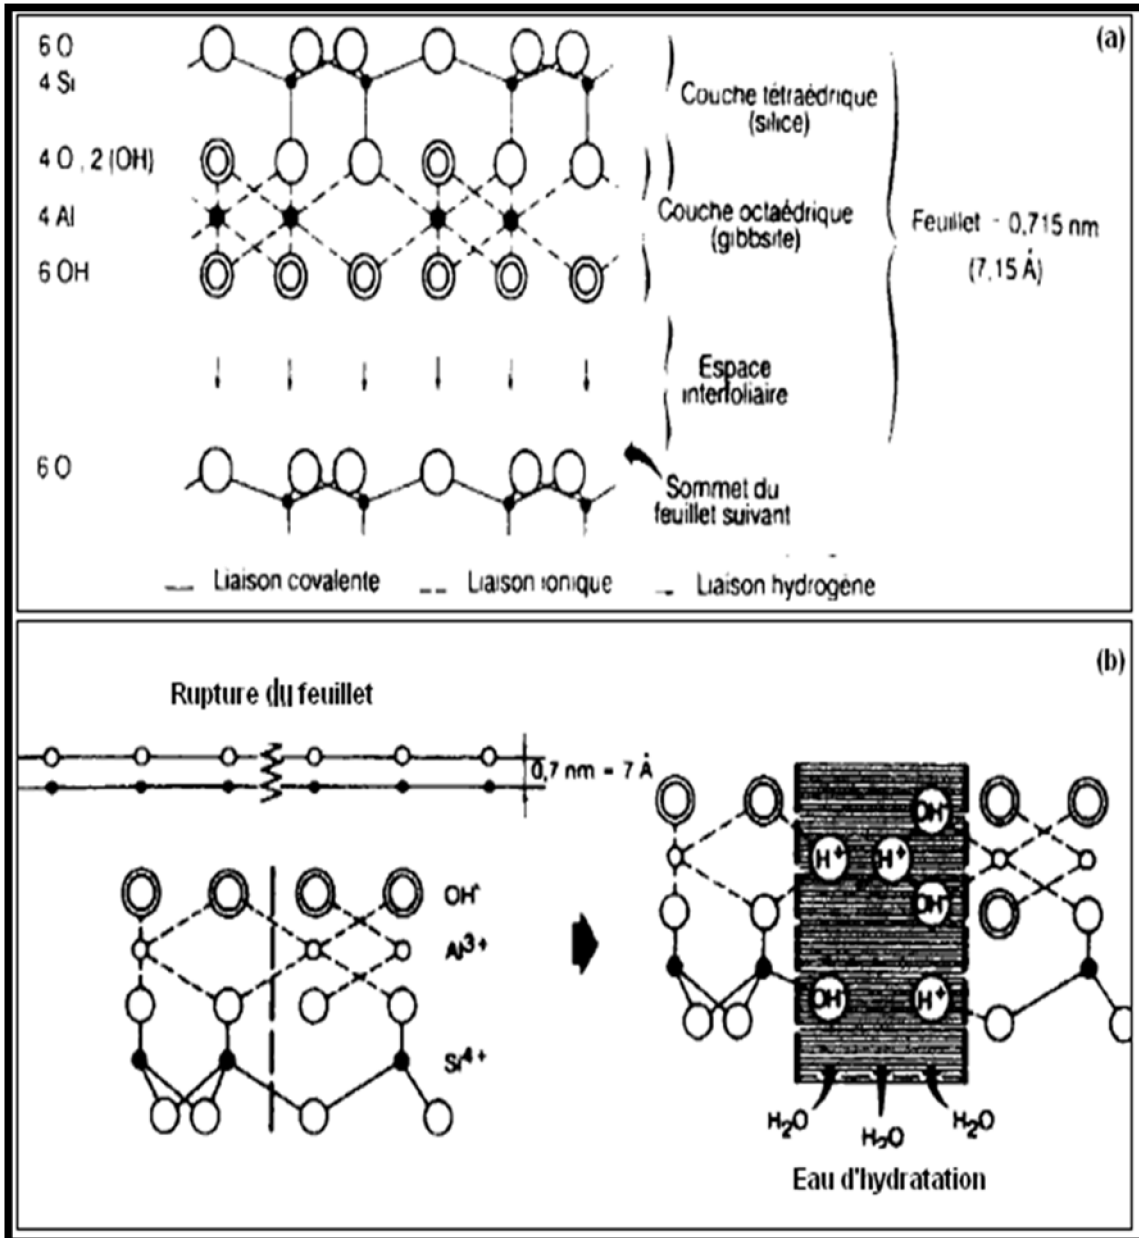 (a)
6 O
4 Si
Couche tétraédrique
(silice)
4 O , 2 (OH)
4 Al
Couche octaédrique
(gibbsite)
Feuillet - 0,715 nm
(7,15 Å)
6 OH
Espace
interfoliaire
6 O
Sommet du
feuillet suivant
Liaison covalente
Liaison ionique
Liaison hydrogène
(b)
Rupture du feuillet
0,7 nm = 7 Å
OH⁻
Al³⁺
Si⁴⁺
OH⁻
H⁺
H⁺
OH⁻
OH⁻
H⁺
H₂O
H₂O
H₂O
Eau d'hydratation